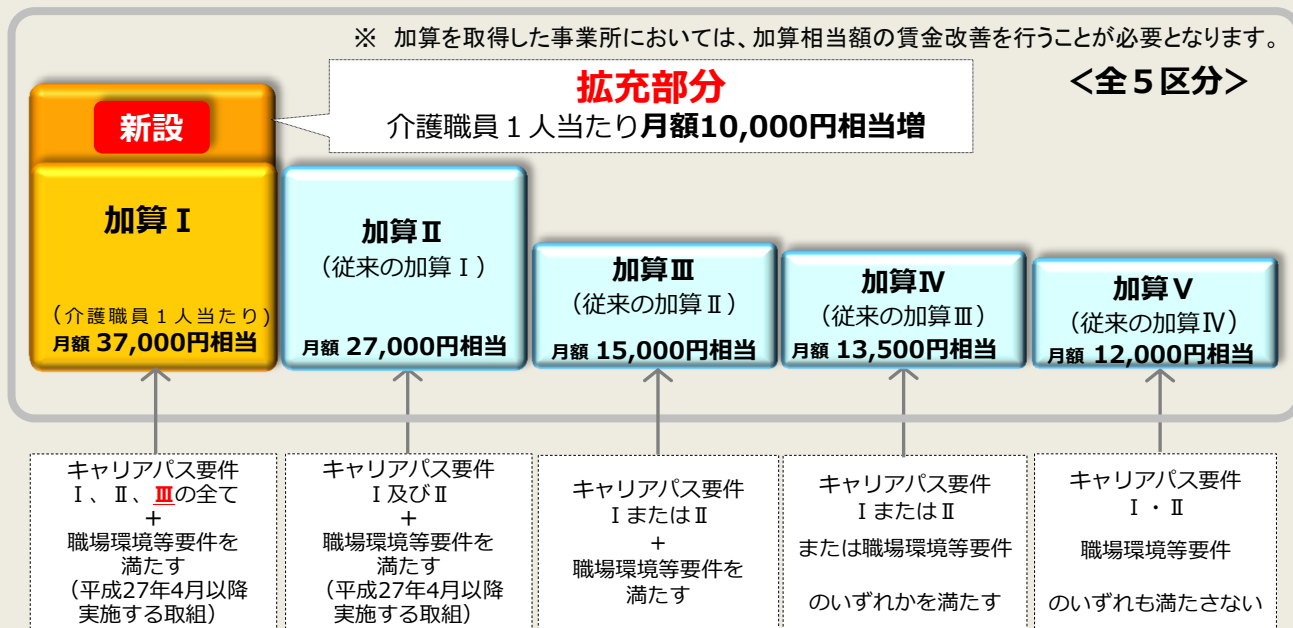 ※ 加算を取得した事業所においては、加算相当額の賃金改善を行うことが必要となります。
＜全５区分＞
拡充部分
介護職員１人当たり月額10,000円相当増
新設
加算Ⅰ
（介護職員１人当たり）
月額 37,000円相当
加算Ⅱ
（従来の加算Ⅰ）
月額 27,000円相当
加算Ⅲ
（従来の加算Ⅱ）
月額 15,000円相当
加算Ⅳ
（従来の加算Ⅲ）
月額 13,500円相当
加算Ⅴ
（従来の加算Ⅳ）
月額 12,000円相当
キャリアパス要件
Ⅰ、Ⅱ、Ⅲの全て
＋
職場環境等要件を
満たす
（平成27年4月以降
実施する取組）
キャリアパス要件
Ⅰ及びⅡ
＋
職場環境等要件を
満たす
（平成27年4月以降
実施する取組）
キャリアパス要件
ⅠまたはⅡ
＋
職場環境等要件を
満たす
キャリアパス要件
ⅠまたはⅡ
または職場環境等要件
のいずれかを満たす
キャリアパス要件
Ⅰ・Ⅱ
職場環境等要件
のいずれも満たさない